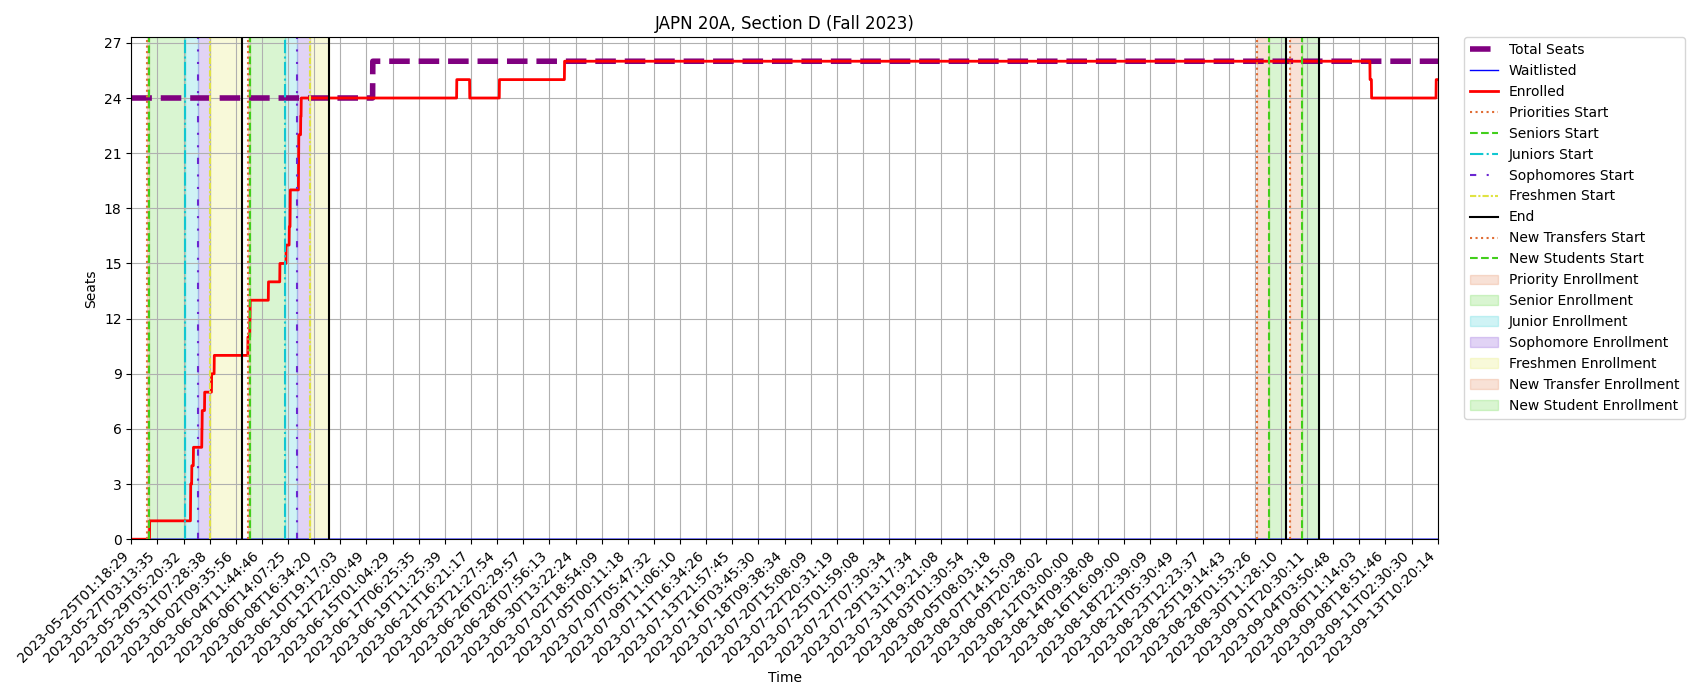 JAPN 20A, Section D (Fall 2023)
27
24
21
18
15
12
9
6
3
0
Seats
2023-05-25T01:18:29
2023-05-27T03:13:35
2023-05-29T05:20:32
2023-05-31T07:28:38
2023-06-02T09:35:56
2023-06-04T11:44:46
2023-06-06T14:07:23
2023-06-08T16:34:20
2023-06-10T19:17:03
2023-06-12T22:00:49
2023-06-15T01:04:29
2023-06-17T06:25:35
2023-06-19T11:25:39
2023-06-21T16:21:17
2023-06-23T21:27:54
2023-06-26T02:29:57
2023-06-28T07:56:13
2023-06-30T13:22:24
2023-07-02T18:54:09
2023-07-05T00:11:18
2023-07-07T05:47:32
2023-07-09T11:06:10
2023-07-11T16:34:26
2023-07-13T21:57:45
2023-07-16T03:45:30
2023-07-18T09:38:34
2023-07-20T15:08:09
2023-07-22T20:31:19
2023-07-25T01:59:08
2023-07-27T07:30:34
2023-07-29T13:17:34
2023-07-31T19:21:08
2023-08-03T01:30:54
2023-08-05T08:03:18
2023-08-07T14:15:09
2023-08-09T20:28:02
2023-08-12T03:00:00
2023-08-14T09:38:08
2023-08-16T16:09:00
2023-08-18T22:39:09
2023-08-21T05:30:49
2023-08-23T12:23:37
2023-08-25T19:14:43
2023-08-28T01:53:26
2023-08-30T11:28:10
2023-09-01T20:30:11
2023-09-04T03:50:48
2023-09-06T11:14:03
2023-09-08T18:51:46
2023-09-11T02:30:30
2023-09-13T10:20:14
Time
Total Seats
Waitlisted
Enrolled
Priorities Start
Seniors Start
Juniors Start
Sophomores Start
Freshmen Start
End
New Transfers Start
New Students Start
Priority Enrollment
Senior Enrollment
Junior Enrollment
Sophomore Enrollment
Freshmen Enrollment
New Transfer Enrollment
New Student Enrollment